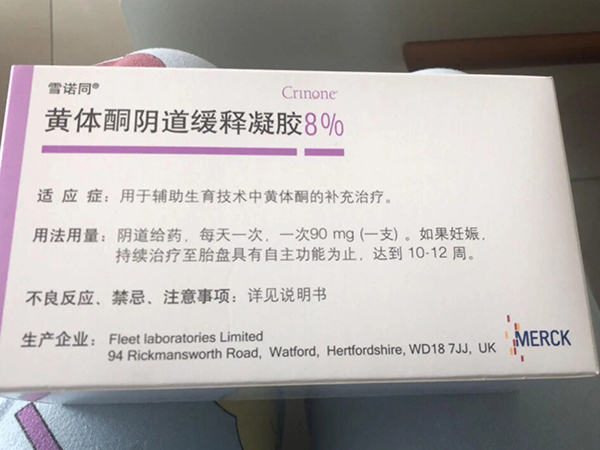 雪诺同®
Crinone
黄体酮阴道缓释凝胶8%
适 应 症：用于辅助生育技术中黄体酮的补充治疗。
用法用量：阴道给药，每天一次，一次90 mg (一支) 。如果妊娠，
持续治疗至胎盘具有自主功能为止，达到 10-12 周。
不良反应、禁忌、注意事项：详见说明书
生产企业：Fleet laboratories Limited
94 Rickmansworth Road, Watford, Hertfordshire, WD18 7JJ, UK
MERCK